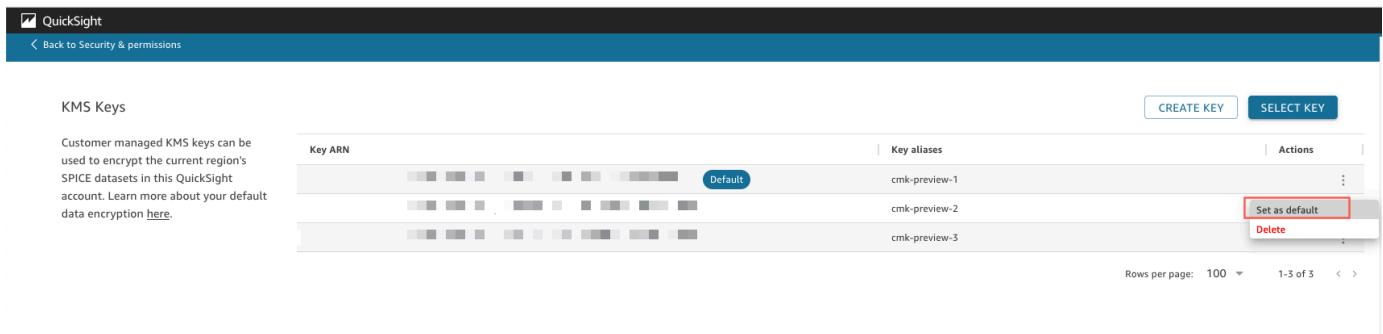 QuickSight
Back to Security & permissions
KMS Keys
CREATE KEY
SELECT KEY
Customer managed KMS keys can be
used to encrypt the current region's
SPICE datasets in this QuickSight
account. Learn more about your default
data encryption here.
Key ARN
Key aliases
Actions
Default
cmk-preview-1
cmk-preview-2
Set as default
Delete
cmk-preview-3
Rows per page:
100
1-3 of 3